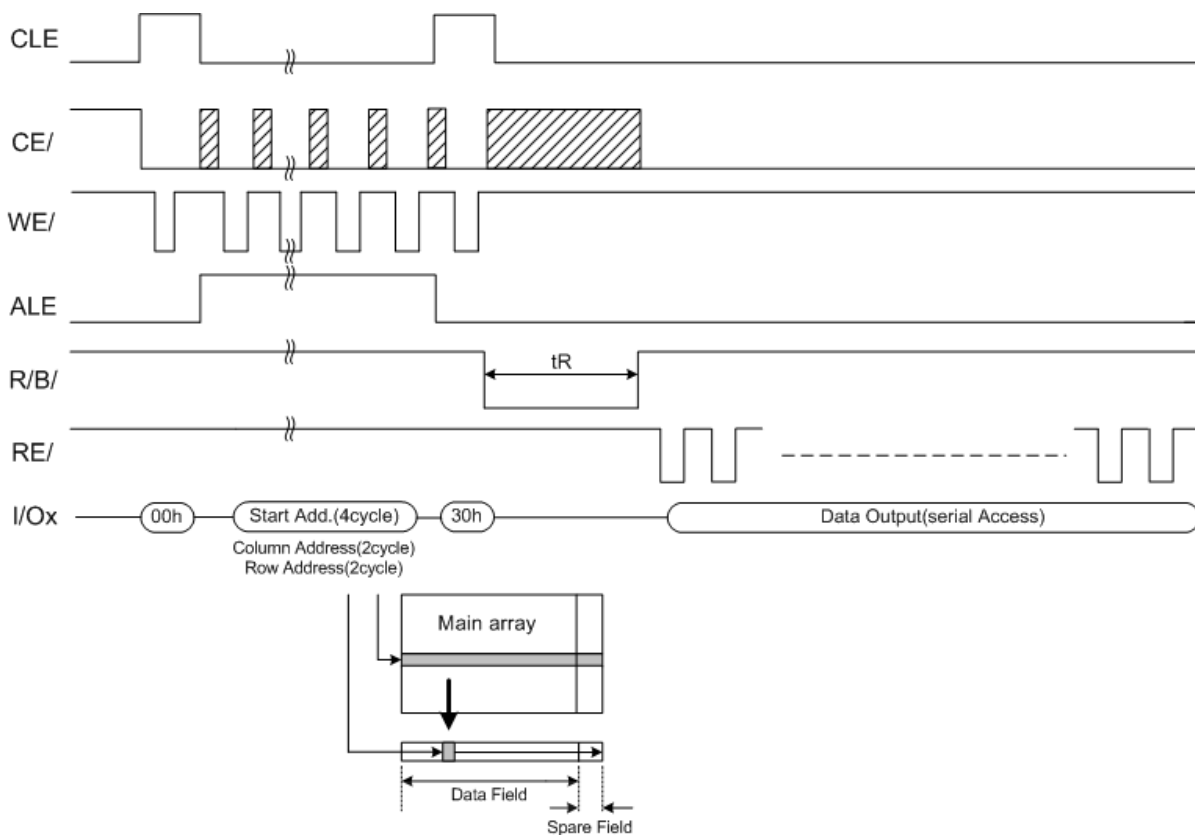 CLE
CE/
WE/
ALE
R/B/
tR
RE/
I/Ox
00h
Start Add.(4cycle)
30h
Data Output(serial Access)
Column Address(2cycle)
Row Address(2cycle)
Main array
Data Field
Spare Field